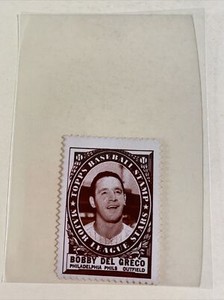 TOPPS BASEBALL STAMP
MAJOR LEAGUE STARS
BOBBY DEL GRECO
PHILADELPHIA PHILS OUTFIELD